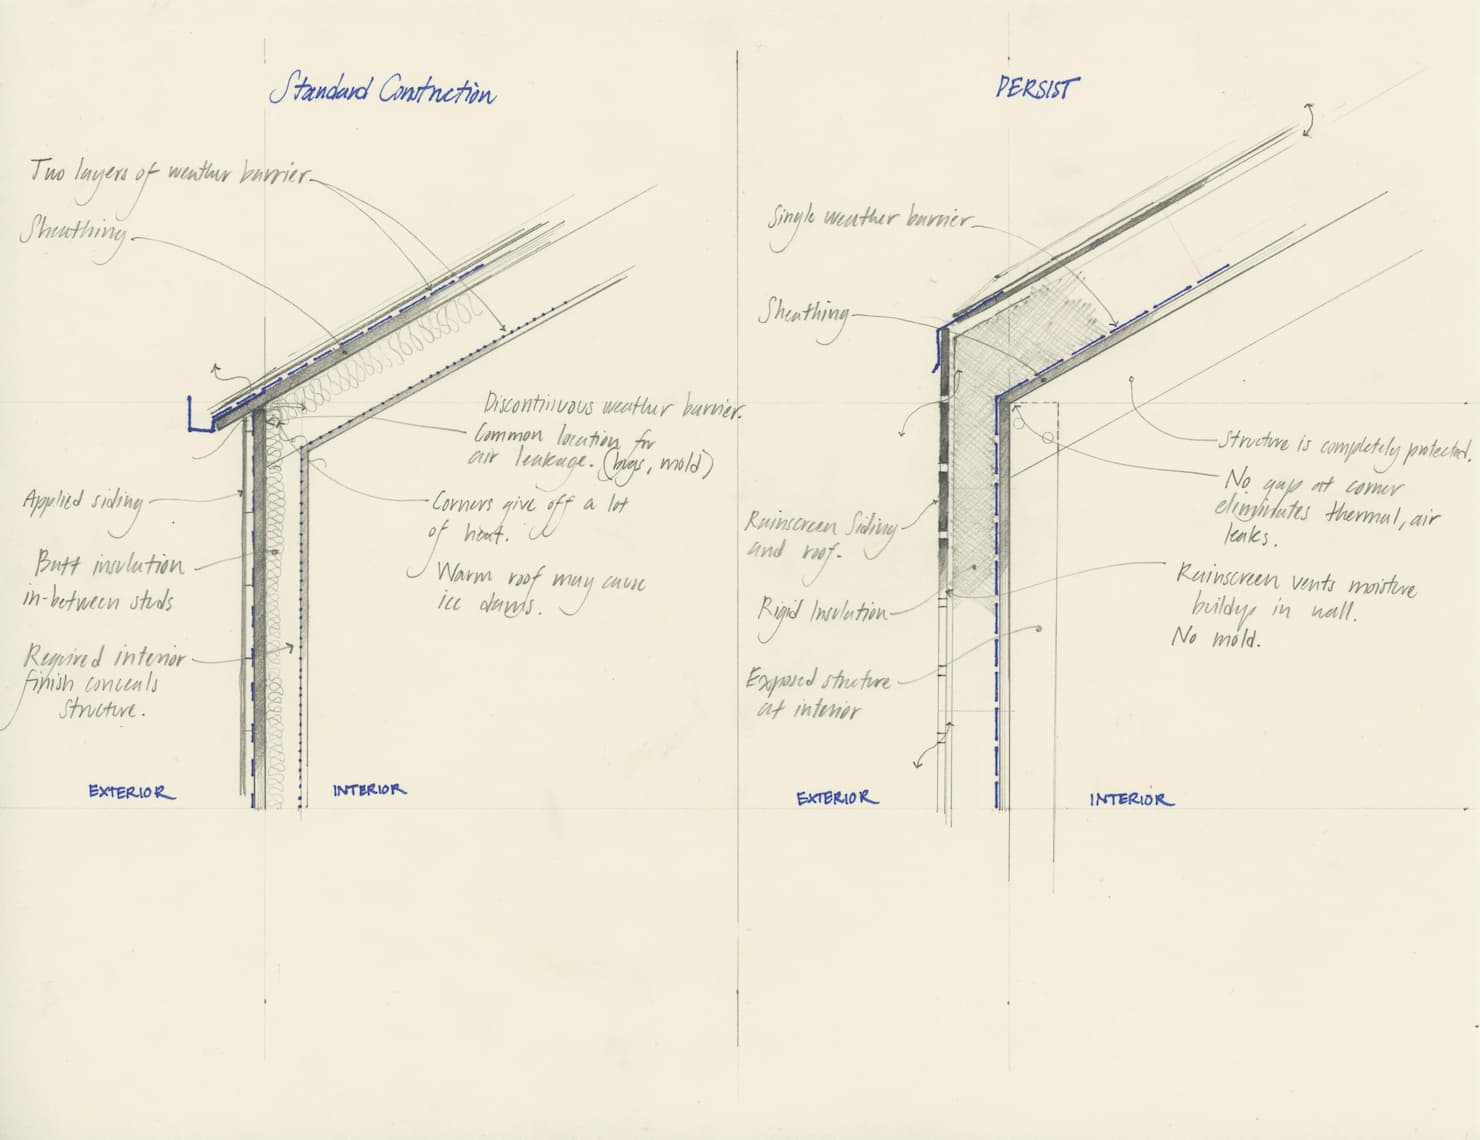 Standard Construction
Two layers of weather barrier
Sheathing
Discontinuous weather barrier.
Common location for
air leakage. (bugs, mold)
Applied siding
Corners give off a lot
of heat.
Batt insulation
in-between studs
Warm roof may cause
ice dams.
Required interior
finish conceals
structure.
EXTERIOR
INTERIOR
PERSIST
Single weather barrier
Sheathing
Structure is completely protected.
No gap at corner
eliminates thermal, air
leaks.
Rainscreen Siding
and roof.
Rainscreen vents moisture
buildup in wall.
No mold.
Rigid Insulation
Exposed structure
at interior
EXTERIOR
INTERIOR